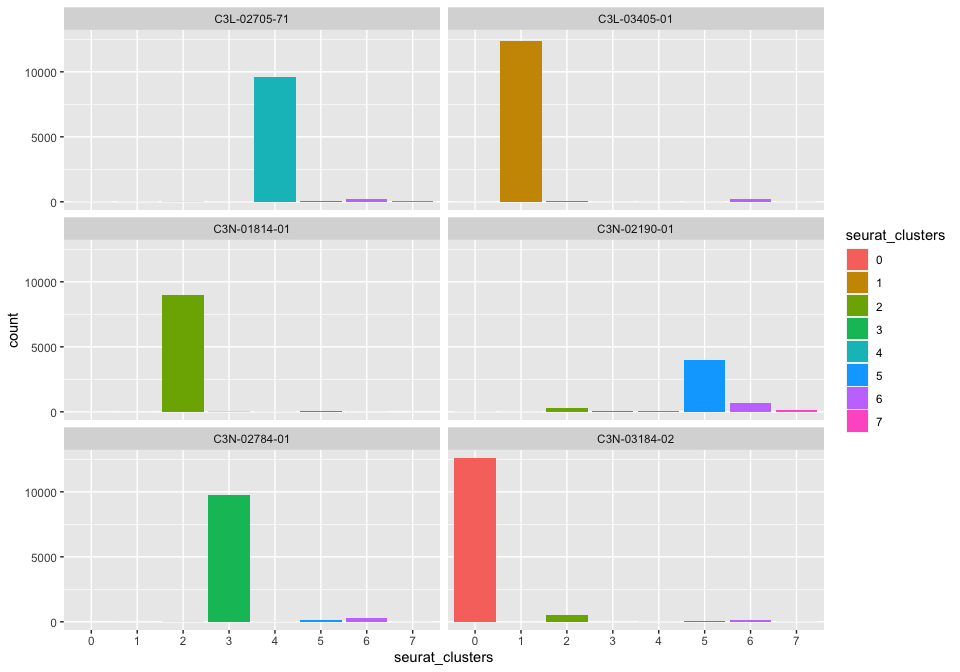 C3L-02705-71
C3L-03405-01
10000
5000
0
C3N-01814-01
C3N-02190-01
10000
5000
0
C3N-02784-01
C3N-03184-02
10000
5000
0
0 1 2 3 4 5 6 7
0 1 2 3 4 5 6 7
seurat_clusters
count
seurat_clusters
0
1
2
3
4
5
6
7